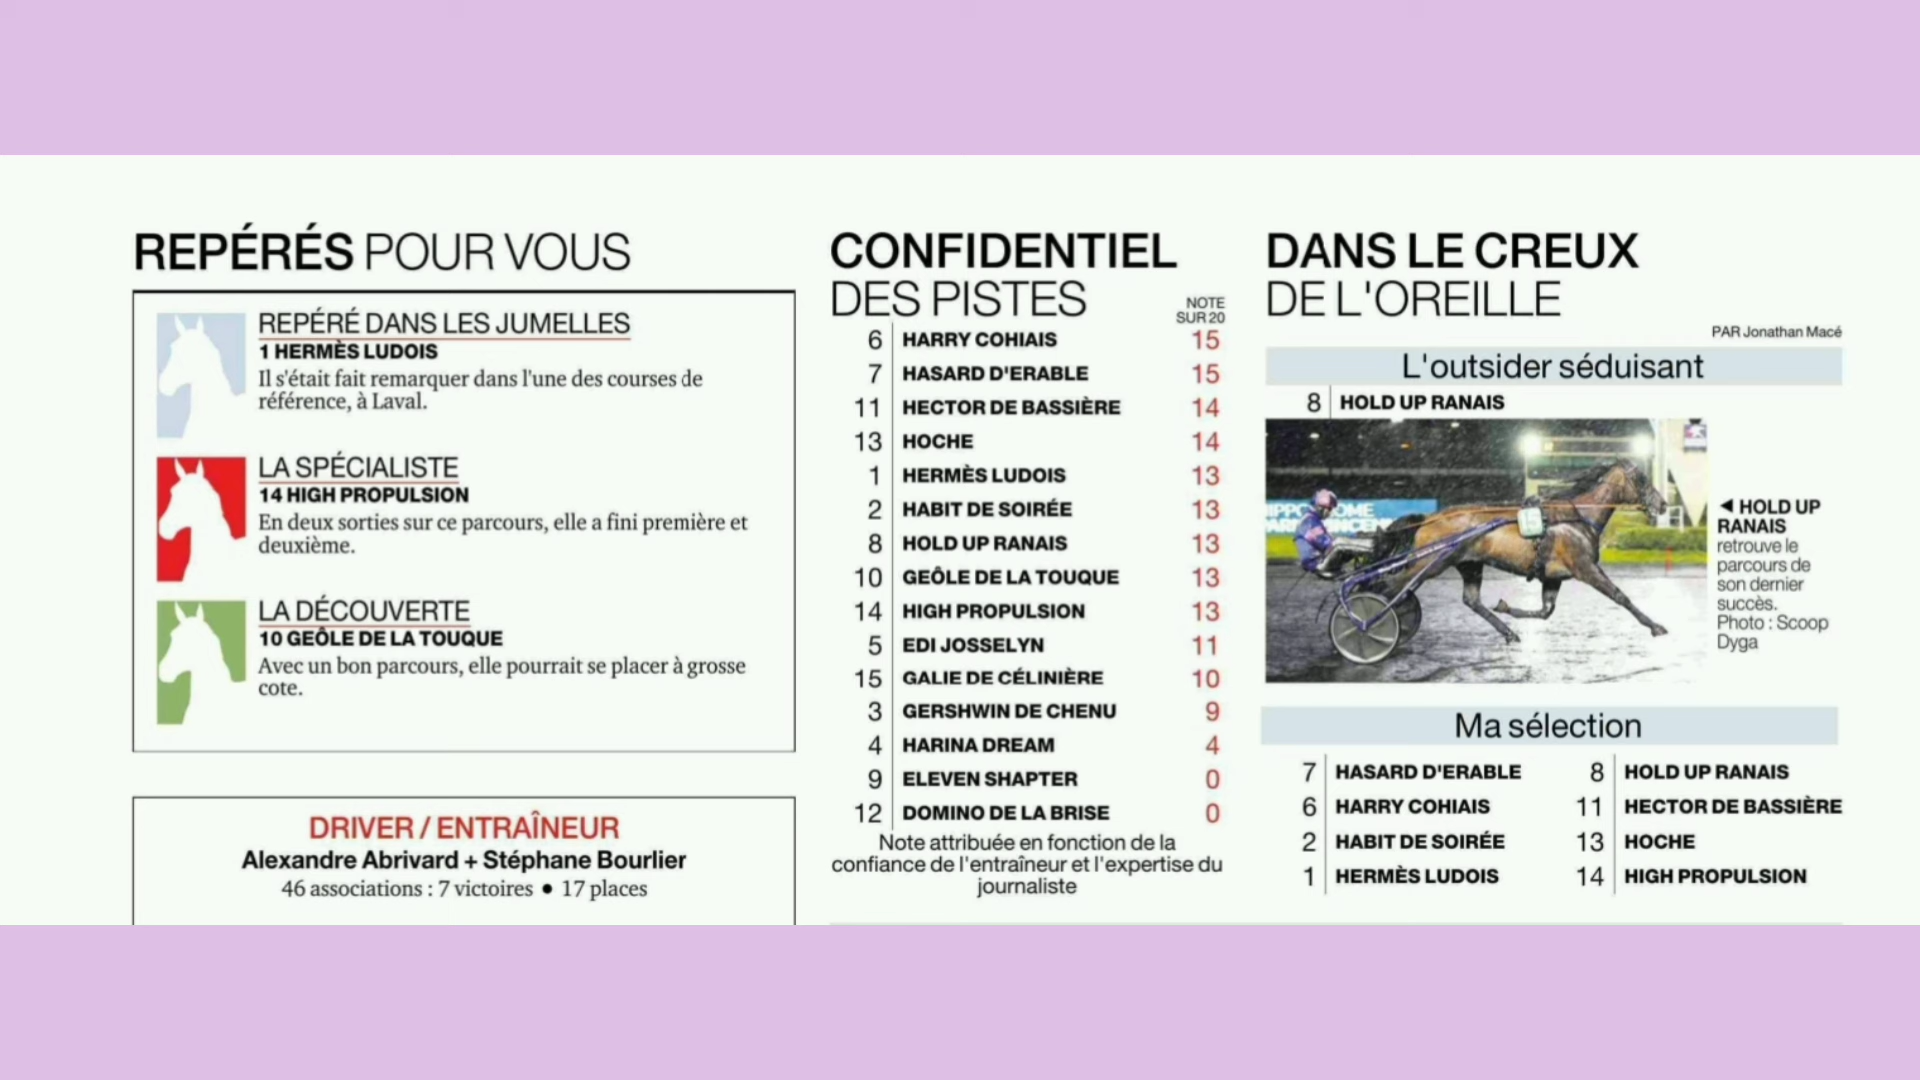 REPÉRÉS POUR VOUS
REPÉRÉ DANS LES JUMELLES
1 HERMÈS LUDOIS
Il s'était fait remarquer dans l'une des courses de
référence, à Laval.
LA SPÉCIALISTE
14 HIGH PROPULSION
En deux sorties sur ce parcours, elle a fini première et
deuxième.
LA DÉCOUVERTE
10 GEÔLE DE LA TOUQUE
Avec un bon parcours, elle pourrait se placer à grosse
cote.
DRIVER / ENTRAÎNEUR
Alexandre Abrivard + Stéphane Bourlier
46 associations : 7 victoires ● 17 places
CONFIDENTIEL
DES PISTES
NOTE
SUR 20
6 HARRY COHIAIS 15
7 HASARD D'ERABLE 15
11 HECTOR DE BASSIÈRE 14
13 HOCHE 14
1 HERMÈS LUDOIS 13
2 HABIT DE SOIRÉE 13
8 HOLD UP RANAIS 13
10 GEÔLE DE LA TOUQUE 13
14 HIGH PROPULSION 13
5 EDI JOSSELYN 11
15 GALIE DE CÉLINIÈRE 10
3 GERSHWIN DE CHENU 9
4 HARINA DREAM 4
9 ELEVEN SHAPTER 0
12 DOMINO DE LA BRISE 0
Note attribuée en fonction de la
confiance de l'entraîneur et l'expertise du
journaliste
DANS LE CREUX
DE L'OREILLE
PAR Jonathan Macé
L'outsider séduisant
8 HOLD UP RANAIS
15
◀ HOLD UP
RANAIS
retrouve le
parcours de
son dernier
succès.
Photo : Scoop
Dyga
Ma sélection
7 HASARD D'ERABLE
6 HARRY COHIAIS
2 HABIT DE SOIRÉE
1 HERMÈS LUDOIS
8 HOLD UP RANAIS
11 HECTOR DE BASSIÈRE
13 HOCHE
14 HIGH PROPULSION